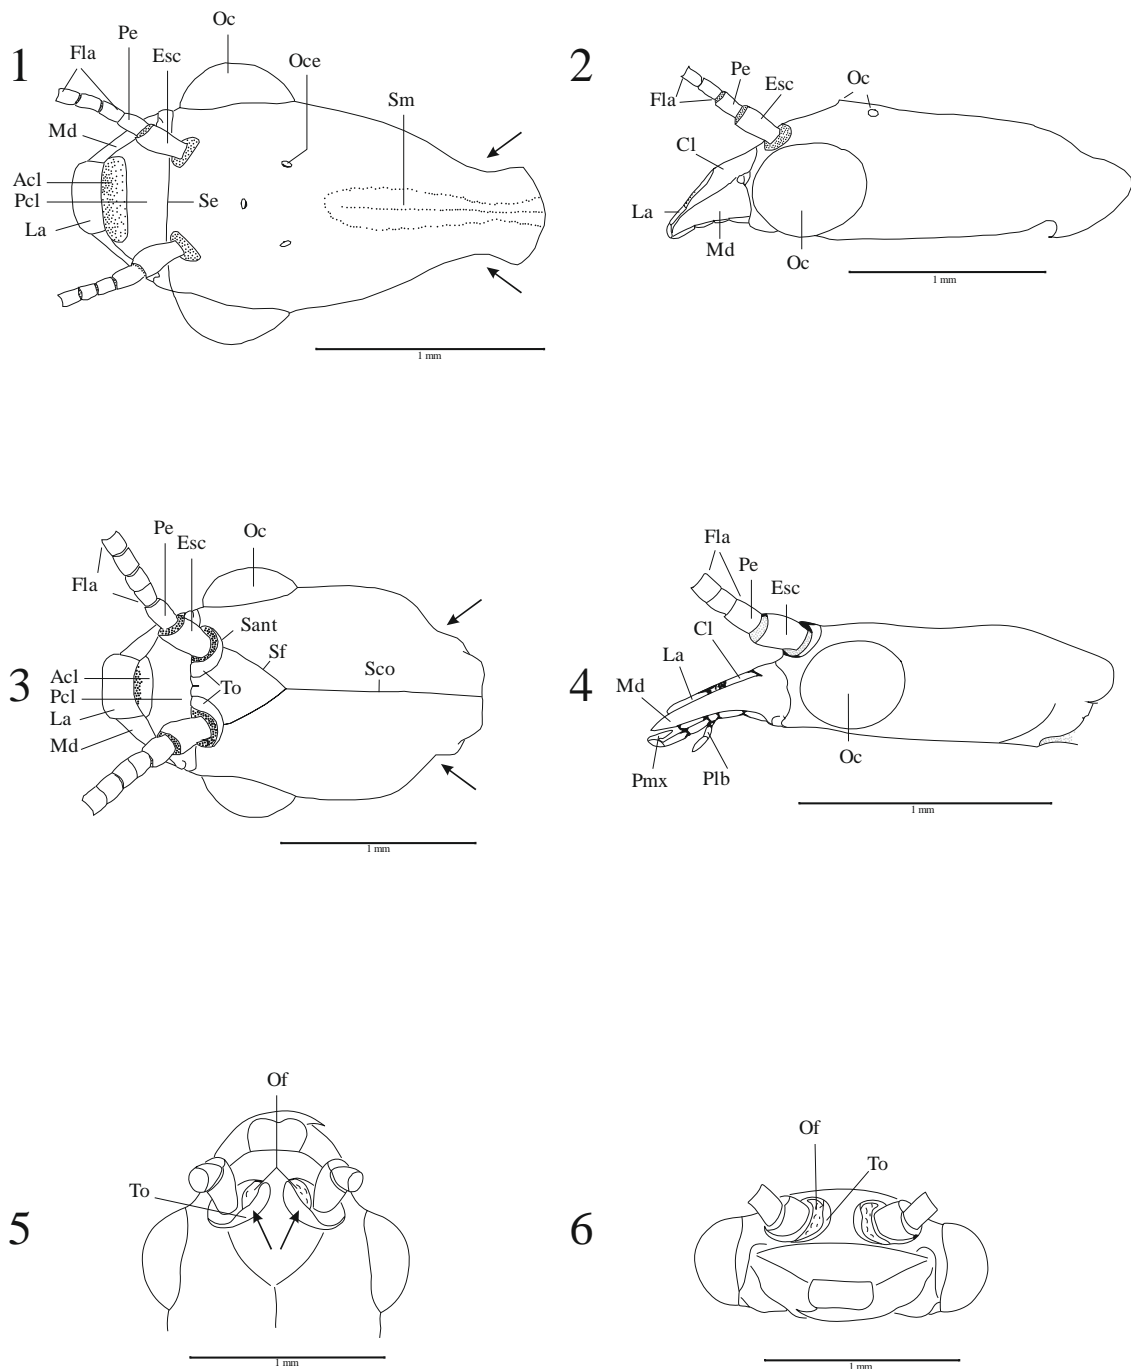 1
Oc
Pe
Fla
Esc
Oce
Md
Sm
Acl
Pcl
Se
La
1 mm
2
Oc
Pe
Esc
Fla
Cl
La
Md
Oc
1 mm
3
Pe
Oc
Esc
Fla
Sant
Sf
Sco
Acl
To
Pcl
La
Md
1 mm
4
Fla
Pe
Esc
Cl
La
Md
Oc
Pmx
Plb
1 mm
5
Of
To
1 mm
6
Of
To
1 mm